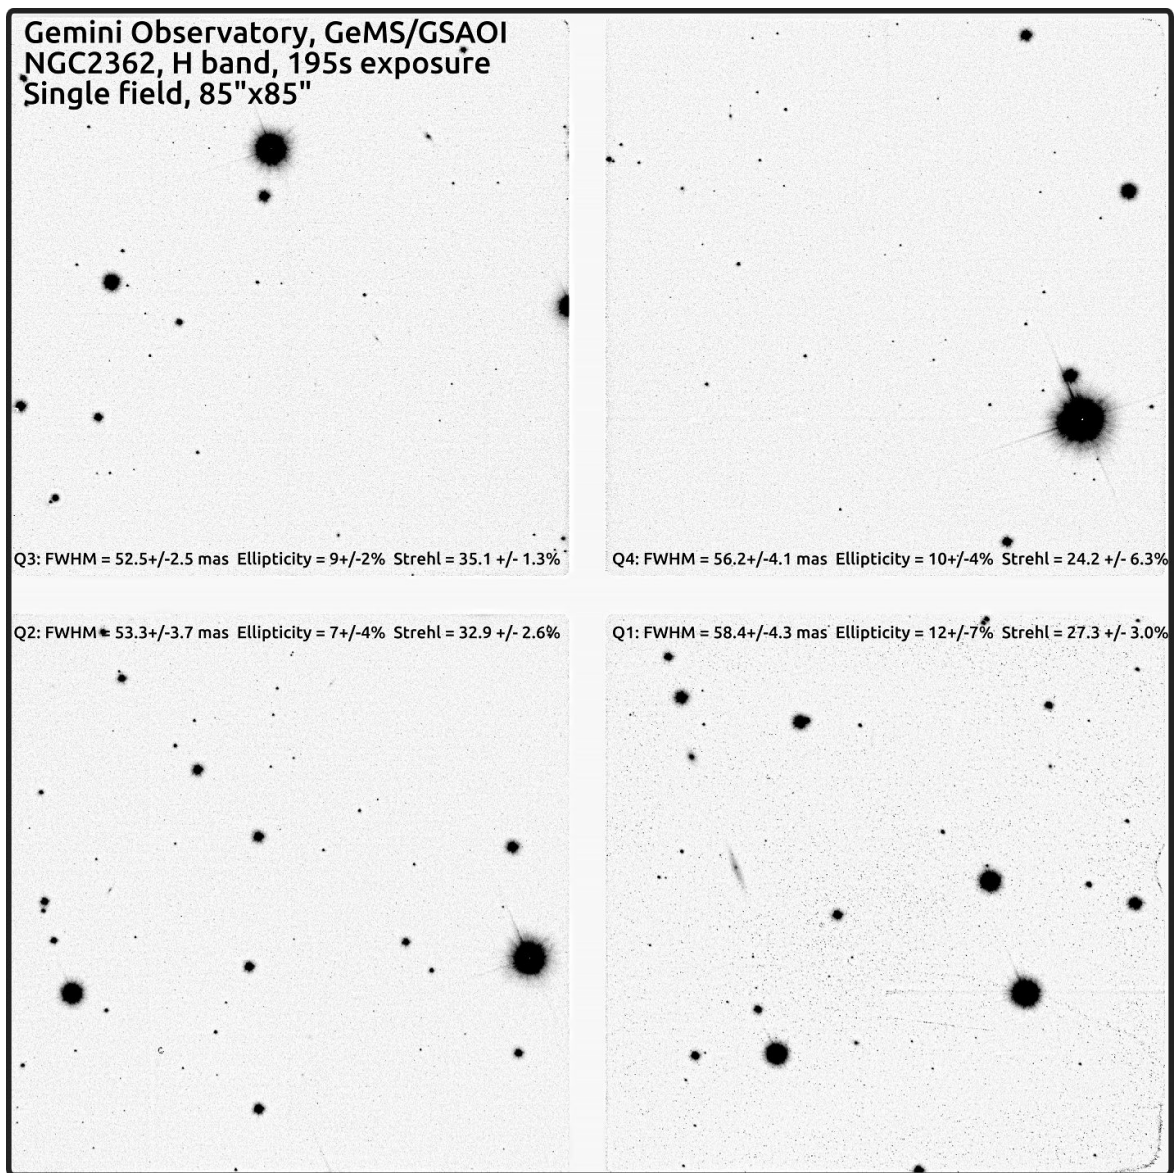 Gemini Observatory, GeMS/GSAOI
NGC2362, H band, 195s exposure
Single field, 85"x85"
Q3: FWHM = 52.5+/-2.5 mas Ellipticity = 9+/-2% Strehl = 35.1 +/- 1.3%
Q4: FWHM = 56.2+/-4.1 mas Ellipticity = 10+/-4% Strehl = 24.2 +/- 6.3%
Q2: FWHM = 53.3+/-3.7 mas Ellipticity = 7+/-4% Strehl = 32.9 +/- 2.6%
Q1: FWHM = 58.4+/-4.3 mas Ellipticity = 12+/-7% Strehl = 27.3 +/- 3.0%